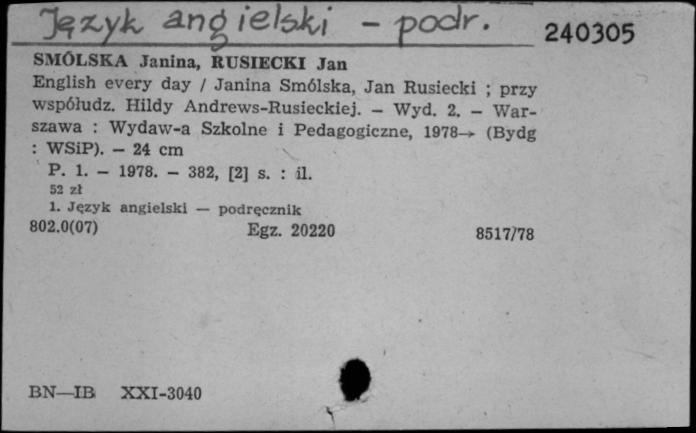 Język angielski - podr.
240305
SMÓLSKA Janina, RUSIECKI Jan
English every day / Janina Smólska, Jan Rusiecki ; przy
współudz. Hildy Andrews-Rusieckiej. — Wyd. 2. — War-
szawa : Wydaw-a Szkolne i Pedagogiczne, 1978→ (Bydg
: WSiP). — 24 cm
P. 1. — 1978. — 382, [2] s. : il.
52 zł
1. Język angielski — podręcznik
802.0(07) Egz. 20220 8517/78
BN—IB XXI-3040